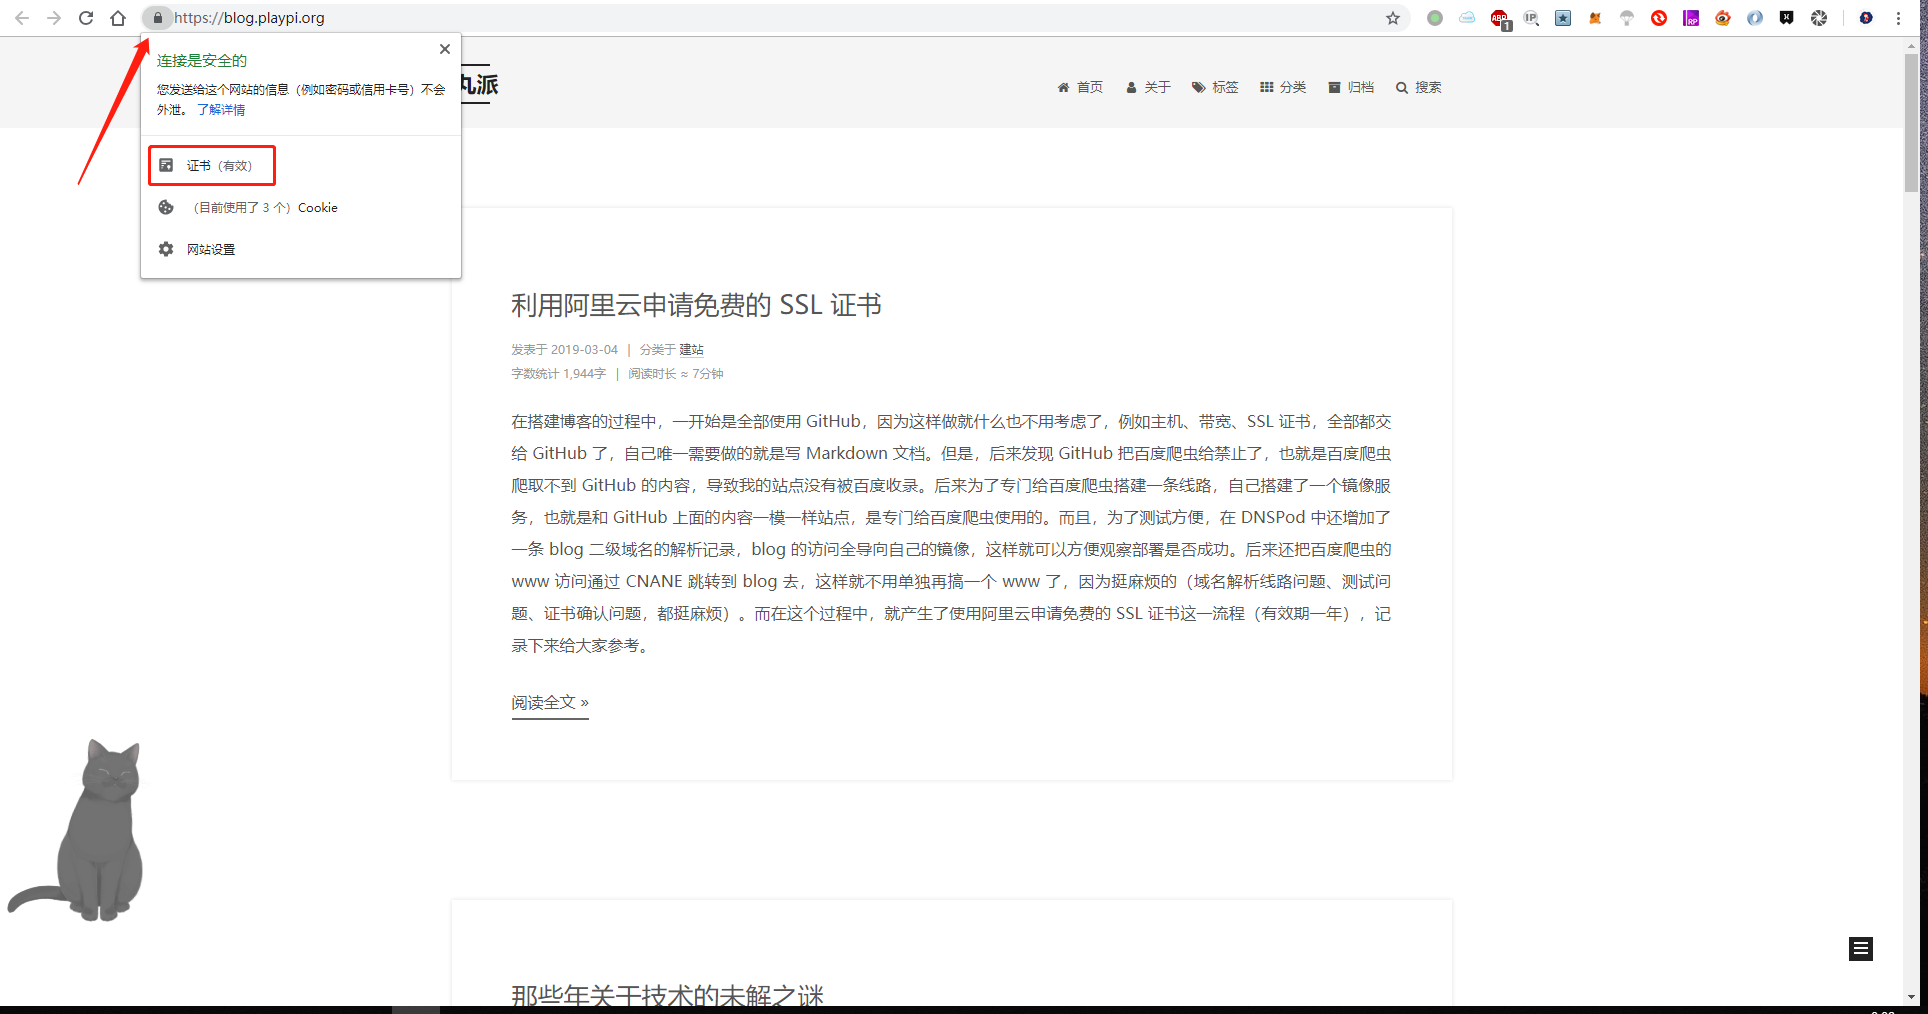 https://blog.playpi.org
1
连接是安全的
您发送给这个网站的信息（例如密码或信用卡号）不会
外泄。 了解详情
证书（有效）
（目前使用了 3 个）Cookie
网站设置
丸派
首页 关于 标签 分类 归档 搜索
利用阿里云申请免费的 SSL 证书
发表于 2019-03-04 | 分类于 建站
字数统计 1,944字 | 阅读时长 ≈ 7分钟
在搭建博客的过程中，一开始是全部使用 GitHub，因为这样做就什么也不用考虑了，例如主机、带宽、SSL 证书，全部都交
给 GitHub 了，自己唯一需要做的就是写 Markdown 文档。但是，后来发现 GitHub 把百度爬虫给禁止了，也就是百度爬虫
爬取不到 GitHub 的内容，导致我的站点没有被百度收录。后来为了专门给百度爬虫搭建一条线路，自己搭建了一个镜像服
务，也就是和 GitHub 上面的内容一模一样站点，是专门给百度爬虫使用的。而且，为了测试方便，在 DNSPod 中还增加了
一条 blog 二级域名的解析记录，blog 的访问全导向自己的镜像，这样就可以方便观察部署是否成功。后来还把百度爬虫的
www 访问通过 CNANE 跳转到 blog 去，这样就不用单独再搞一个 www 了，因为挺麻烦的（域名解析线路问题、测试问
题、证书确认问题，都挺麻烦）。而在这个过程中，就产生了使用阿里云申请免费的 SSL 证书这一流程（有效期一年），记
录下来给大家参考。
阅读全文 »
那些年关于技术的未解之谜